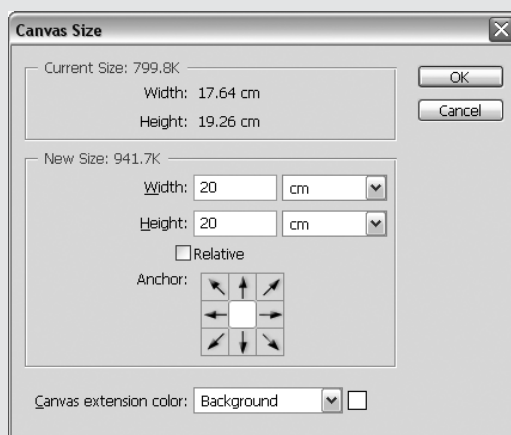 Canvas Size
Current Size: 799.8K
Width: 17.64 cm
Height: 19.26 cm
OK
Cancel
New Size: 941.7K
Width: 20 cm
Height: 20 cm
Relative
Anchor:
Canvas extension color: Background